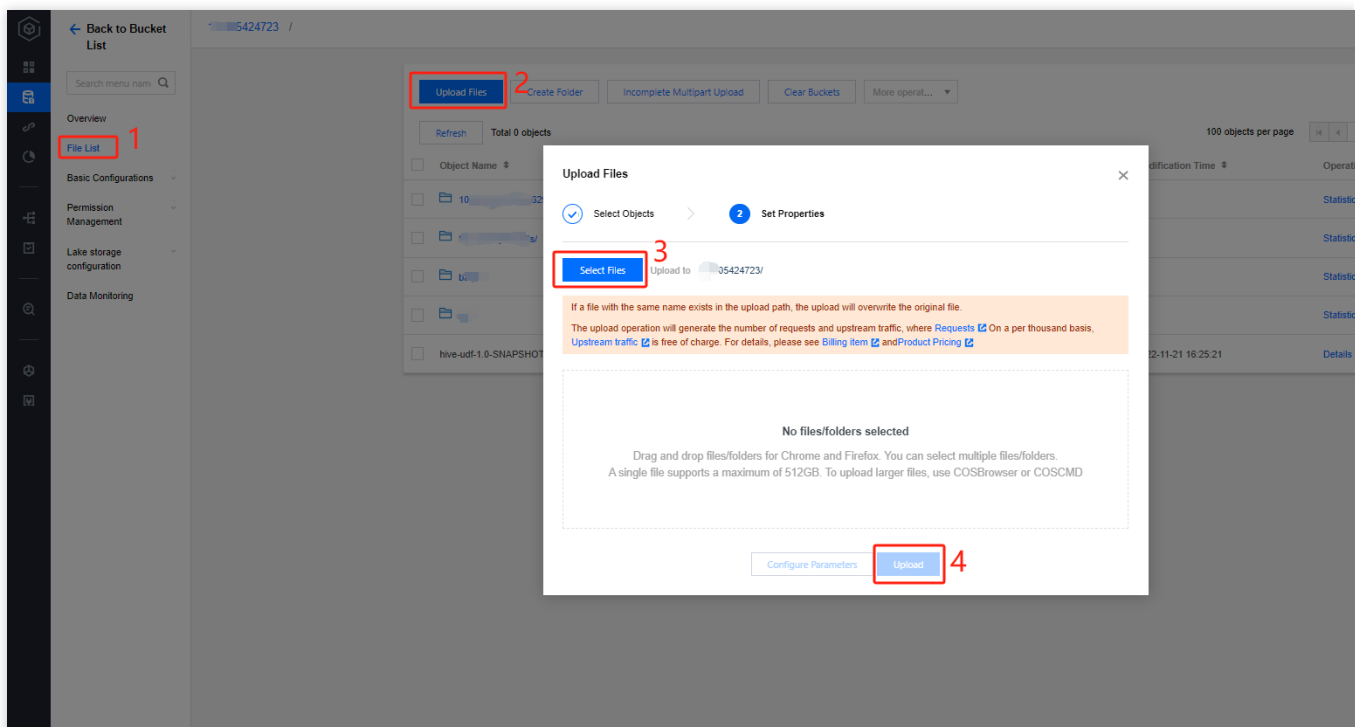 Back to Bucket List
5424723 /
Search menu nam
Overview
File List
1
Basic Configurations
Permission Management
Lake storage configuration
Data Monitoring
Upload Files
2
Create Folder
Incomplete Multipart Upload
Clear Buckets
More operat...
Refresh
Total 0 objects
100 objects per page
Object Name
dification Time
Operati
10
Statistic
Statistic
Statistic
Statistic
hive-udf-1.0-SNAPSHOT
22-11-21 16:25:21
Details
Upload Files
Select Objects
2 Set Properties
3
Select Files
Upload to
05424723/
If a file with the same name exists in the upload path, the upload will overwrite the original file.
The upload operation will generate the number of requests and upstream traffic, where Requests On a per thousand basis,
Upstream traffic is free of charge. For details, please see Billing item andProduct Pricing
No files/folders selected
Drag and drop files/folders for Chrome and Firefox. You can select multiple files/folders.
A single file supports a maximum of 512GB. To upload larger files, use COSBrowser or COSCMD
Configure Parameters
Upload
4